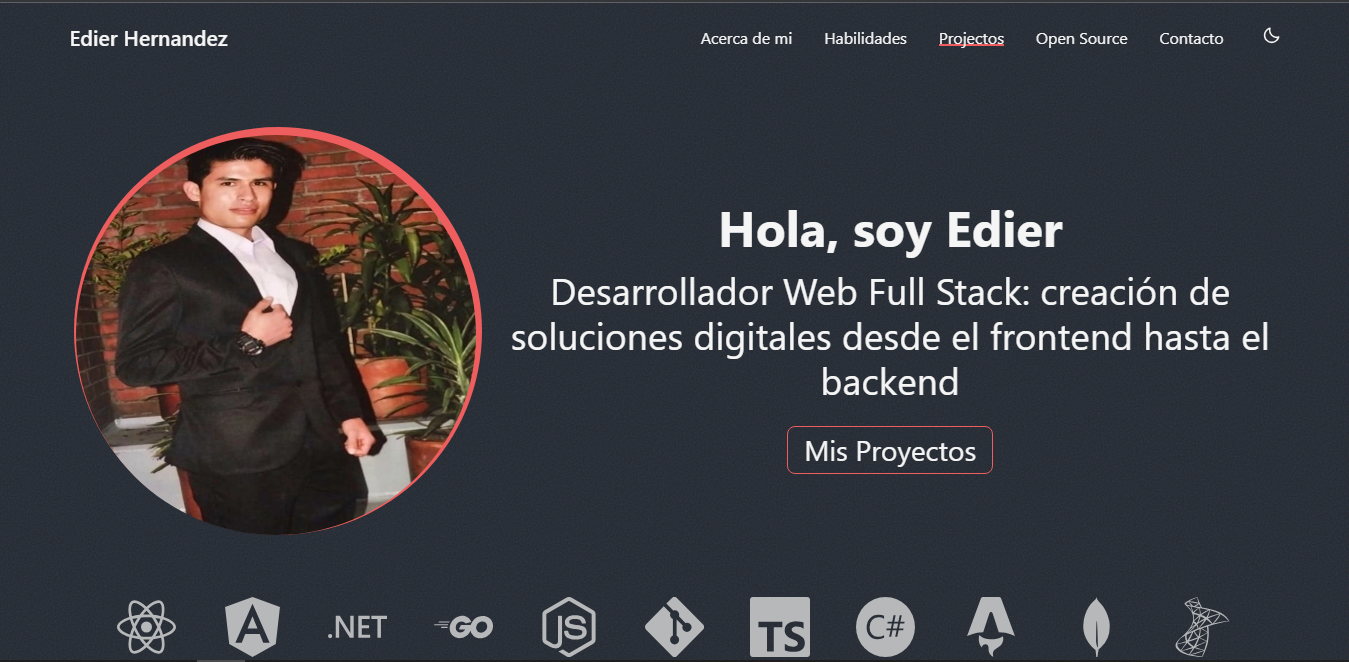 Edier Hernandez
Acerca de mi
Habilidades
Projectos
Open Source
Contacto
Hola, soy Edier
Desarrollador Web Full Stack: creación de
soluciones digitales desde el frontend hasta el
backend
Mis Proyectos
.NET
GO
JS
TS
C#